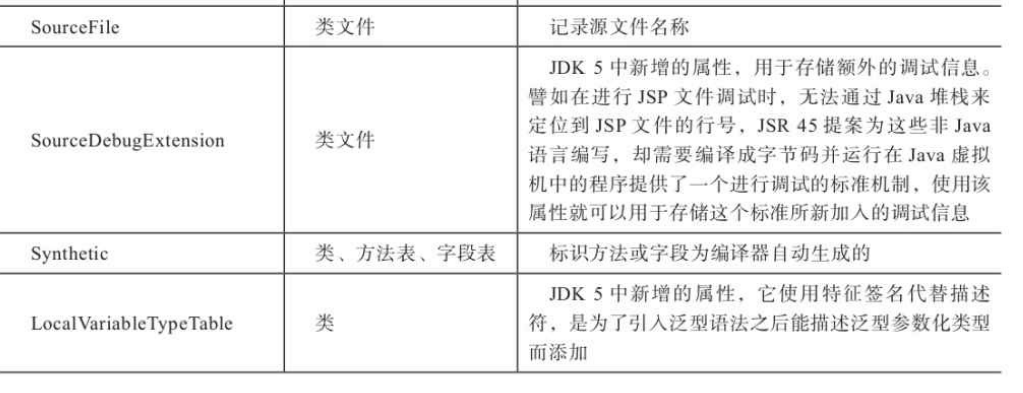 SourceFile 类文件 记录源文件名称
JDK 5 中新增的属性，用于存储额外的调试信息。
譬如在进行 JSP 文件调试时，无法通过 Java 堆栈来
定位到 JSP 文件的行号，JSR 45 提案为这些非 Java
SourceDebugExtension 类文件 语言编写，却需要编译成字节码并运行在 Java 虚拟
机中的程序提供了一个进行调试的标准机制，使用该
属性就可以用于存储这个标准所新加入的调试信息
Synthetic 类、方法表、字段表 标识方法或字段为编译器自动生成的
JDK 5 中新增的属性，它使用特征签名代替描述
LocalVariableTypeTable 类 符，是为了引入泛型语法之后能描述泛型参数化类型
而添加